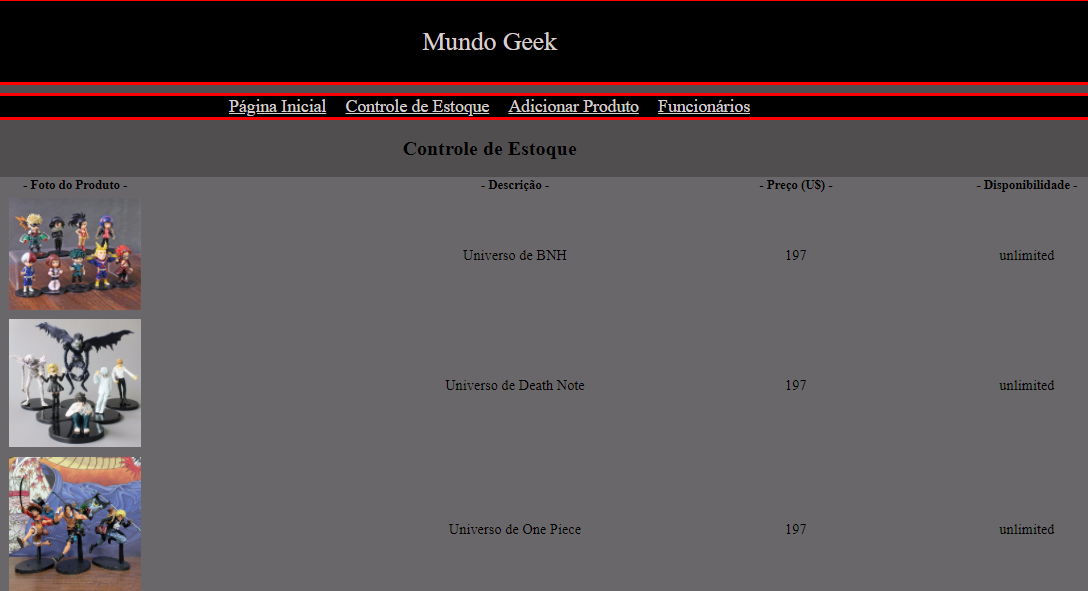 Mundo Geek
Página Inicial Controle de Estoque Adicionar Produto Funcionários
Controle de Estoque
- Foto do Produto - - Descrição - - Preço (U$) - - Disponibilidade -
Universo de BNH 197 unlimited
Universo de Death Note 197 unlimited
Universo de One Piece 197 unlimited